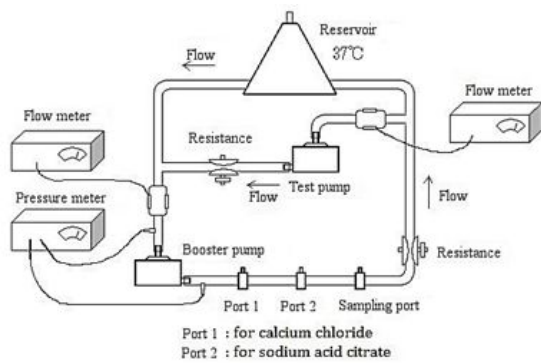 Reservoir
37℃
Flow
Flow meter
Flow meter
Resistance
Test pump
Flow
Flow
Pressure meter
Booster pump
Resistance
Port 1
Port 2
Sampling port
Port 1 : for calcium chloride
Port 2 : for sodium acid citrate